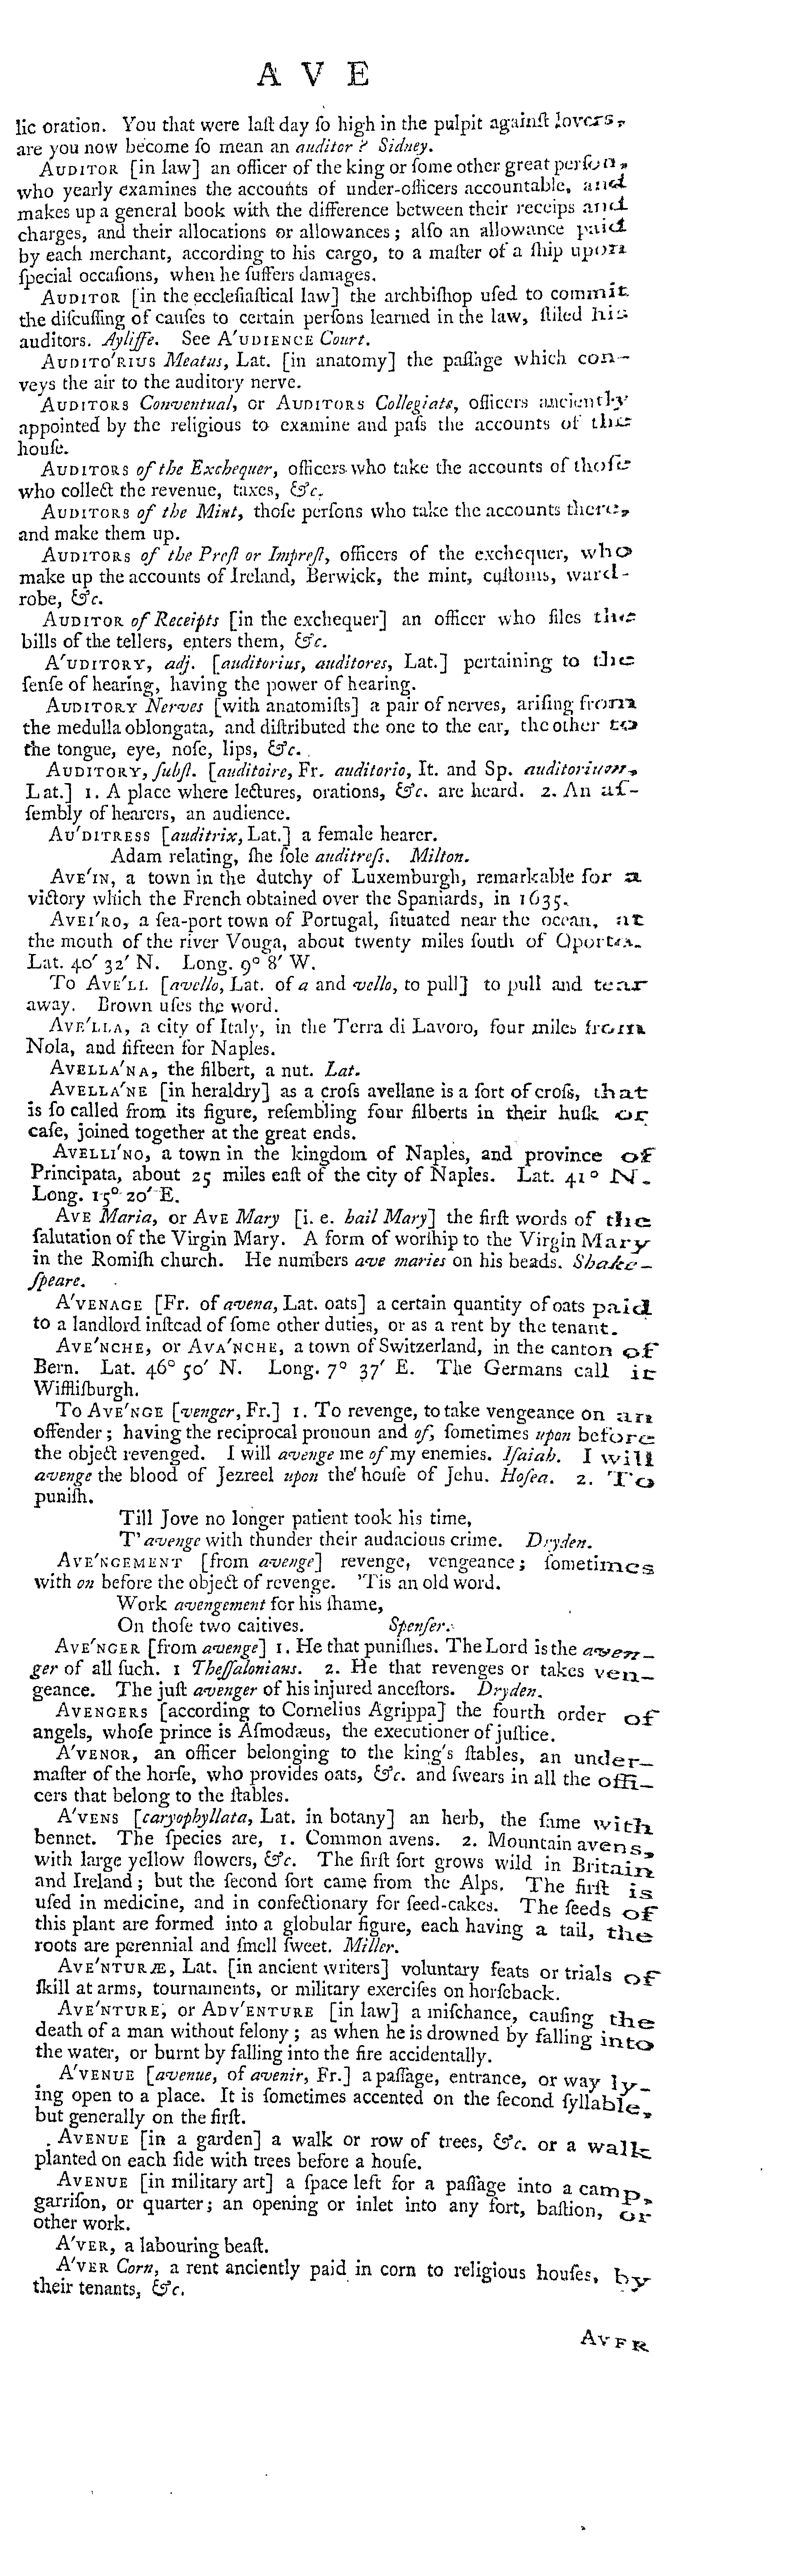 A V E
lic oration. You that were laſt day ſo high in the pulpit againſt lovers,
are you now become ſo mean an auditor? Sidney.
AUDITOR [in law] an officer of the king or ſome other great perſon,
who yearly examines the accounts of under-officers accountable, and
makes up a general book with the difference between their receips and
charges, and their allocations or allowances; alſo an allowance paid
by each merchant, according to his cargo, to a maſter of a ſhip upon
ſpecial occaſions, when he ſuffers damages.
AUDITOR [in the eccleſiaſtical law] the archbiſhop uſed to commit
the diſcuſſing of cauſes to certain perſons learned in the law, ſtiled his
auditors. Ayliffe. See A'UDIENCE Court.
AUDITO'RIUS Meatus, Lat. [in anatomy] the paſſage which con-
veys the air to the auditory nerve.
AUDITORS Conventual, or AUDITORS Collegiate, officers anciently
appointed by the religious to examine and paſs the accounts of the
houſe.
AUDITORS of the Exchequer, officers who take the accounts of thoſe
who collect the revenue, taxes, &c.
AUDITORS of the Mint, thoſe perſons who take the accounts there,
and make them up.
AUDITORS of the Preſt or Impreſt, officers of the exchequer, who
make up the accounts of Ireland, Berwick, the mint, cuſtoms, ward-
robe, &c.
AUDITOR of Receipts [in the exchequer] an officer who files the
bills of the tellers, enters them, &c.
A'UDITORY, adj. [auditorius, auditores, Lat.] pertaining to the
ſenſe of hearing, having the power of hearing.
AUDITORY Nerves [with anatomiſts] a pair of nerves, ariſing from
the medulla oblongata, and diſtributed the one to the ear, the other to
the tongue, eye, noſe, lips, &c.
AUDITORY, ſubſt. [auditoire, Fr. auditorio, It. and Sp. auditorium,
Lat.] 1. A place where lectures, orations, &c. are heard. 2. An aſ-
ſembly of hearers, an audience.
AU'DITRESS [auditrix, Lat.] a female hearer.
Adam relating, ſhe ſole auditreſs. Milton.
AVE'IN, a town in the dutchy of Luxemburgh, remarkable for a
victory which the French obtained over the Spaniards, in 1635.
AVEI'RO, a ſea-port town of Portugal, ſituated near the ocean, at
the mouth of the river Vouga, about twenty miles ſouth of Oporto.
Lat. 40′ 32′ N. Long. 9° 8′ W.
To AVE'LL [avello, Lat. of a and vello, to pull] to pull and tear
away. Brown uſes the word.
AVE'LLA, a city of Italy, in the Terra di Lavoro, four miles from
Nola, and fifteen for Naples.
AVELLA'NA, the filbert, a nut. Lat.
AVELLA'NE [in heraldry] as a croſs avellane is a ſort of croſs, that
is ſo called from its figure, reſembling four filberts in their huſk or
caſe, joined together at the great ends.
AVELLI'NO, a town in the kingdom of Naples, and province of
Principata, about 25 miles eaſt of the city of Naples. Lat. 41° N.
Long. 15° 20′ E.
AVE Maria, or AVE Mary [i. e. hail Mary] the firſt words of the
ſalutation of the Virgin Mary. A form of worſhip to the Virgin Mary
in the Romiſh church. He numbers ave maries on his beads. Shake-
ſpeare.
A'VENAGE [Fr. of avena, Lat. oats] a certain quantity of oats paid
to a landlord inſtead of ſome other duties, or as a rent by the tenant.
AVE'NCHE, or AVA'NCHE, a town of Switzerland, in the canton of
Bern. Lat. 46° 50′ N. Long. 7° 37′ E. The Germans call it
Wiffliſburgh.
To AVE'NGE [venger, Fr.] 1. To revenge, to take vengeance on an
offender; having the reciprocal pronoun and of, ſometimes upon before
the object revenged. I will avenge me of my enemies. Iſaiah. I will
avenge the blood of Jezreel upon the houſe of Jehu. Hoſea. 2. To
puniſh.
Till Jove no longer patient took his time,
T' avenge with thunder their audacious crime. Dryden.
AVE'NGEMENT [from avenge] revenge, vengeance; ſometimes
with on before the object of revenge. 'Tis an old word.
Work avengement for his ſhame,
On thoſe two caitives. Spenſer.
AVE'NGER [from avenge] 1. He that puniſhes. The Lord is the aven-
ger of all ſuch. 1 Theſſalonians. 2. He that revenges or takes ven-
geance. The juſt avenger of his injured anceſtors. Dryden.
AVENGERS [according to Cornelius Agrippa] the fourth order of
angels, whoſe prince is Aſmodæus, the executioner of juſtice.
A'VENOR, an officer belonging to the king's ſtables, an under-
maſter of the horſe, who provides oats, &c. and ſwears in all the offi-
cers that belong to the ſtables.
A'VENS [caryophyllata, Lat. in botany] an herb, the ſame with
bennet. The ſpecies are, 1. Common avens. 2. Mountain avens,
with large yellow flowers, &c. The firſt ſort grows wild in Britain
and Ireland; but the ſecond ſort came from the Alps. The firſt is
uſed in medicine, and in confectionary for ſeed-cakes. The ſeeds of
this plant are formed into a globular figure, each having a tail, the
roots are perennial and ſmell ſweet. Miller.
AVE'NTURÆ, Lat. [in ancient writers] voluntary feats or trials of
ſkill at arms, tournaments, or military exerciſes on horſeback.
AVE'NTURE, or ADV'ENTURE [in law] a miſchance, cauſing the
death of a man without felony; as when he is drowned by falling into
the water, or burnt by falling into the fire accidentally.
A'VENUE [avenue, of avenir, Fr.] a paſſage, entrance, or way ly-
ing open to a place. It is ſometimes accented on the ſecond ſyllable,
but generally on the firſt.
AVENUE [in a garden] a walk or row of trees, &c. or a walk
planted on each ſide with trees before a houſe.
AVENUE [in military art] a ſpace left for a paſſage into a camp,
garriſon, or quarter; an opening or inlet into any fort, baſtion, or
other work.
A'VER, a labouring beaſt.
A'VER Corn, a rent anciently paid in corn to religious houſes, by
their tenants, &c.
AVER